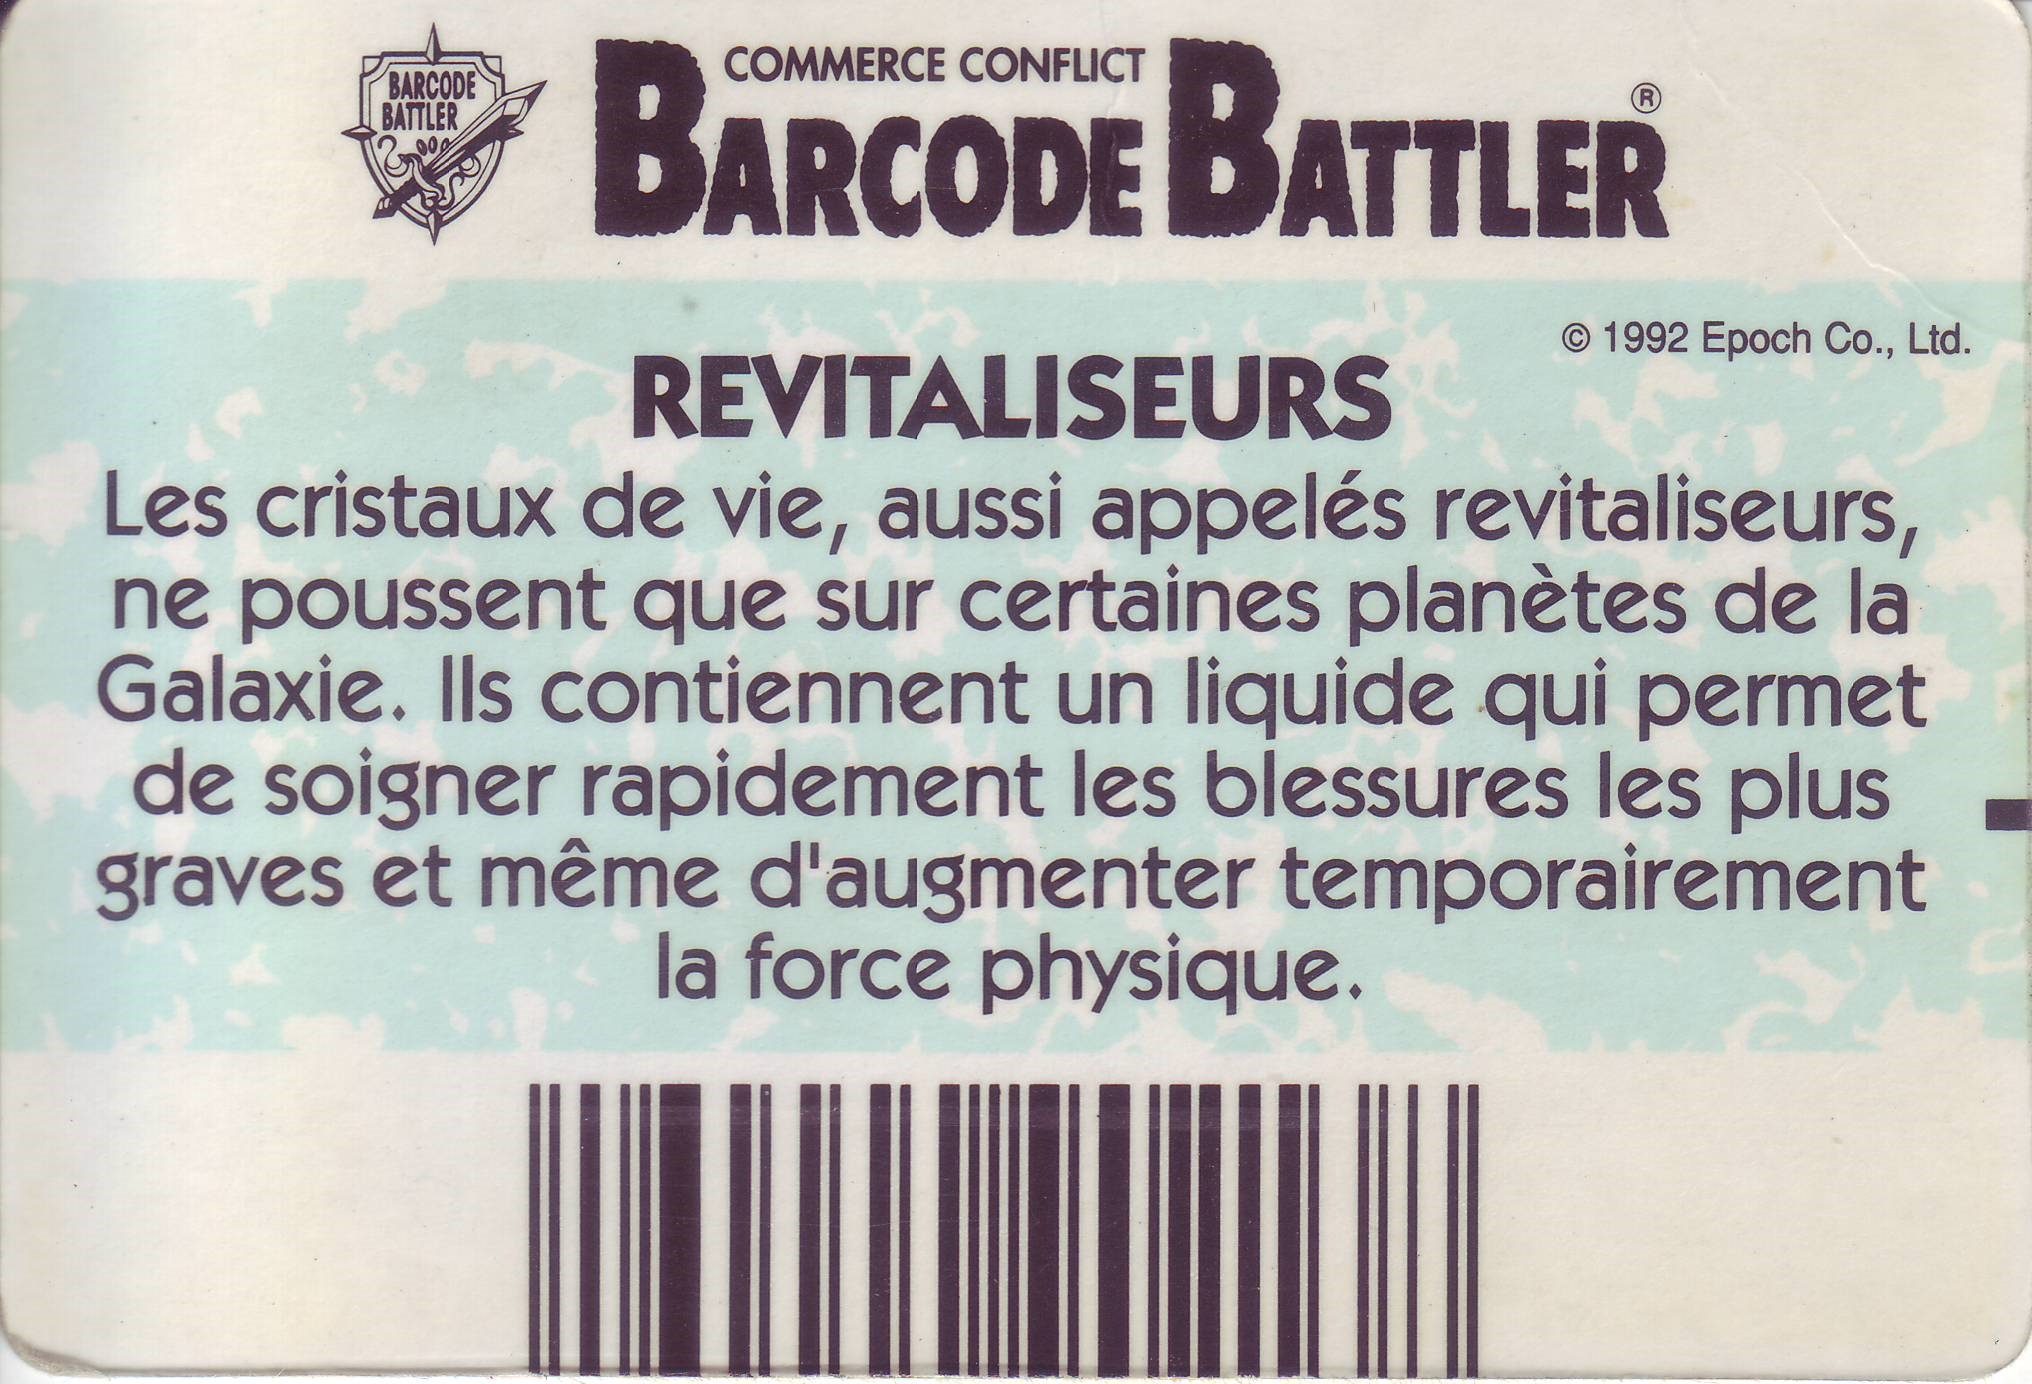 BARCODE
BATTLER
COMMERCE CONFLICT
BARCODE BATTLER ®
© 1992 Epoch Co., Ltd.
REVITALISEURS
Les cristaux de vie, aussi appelés revitaliseurs,
ne poussent que sur certaines planètes de la
Galaxie. Ils contiennent un liquide qui permet
de soigner rapidement les blessures les plus
graves et même d'augmenter temporairement
la force physique.